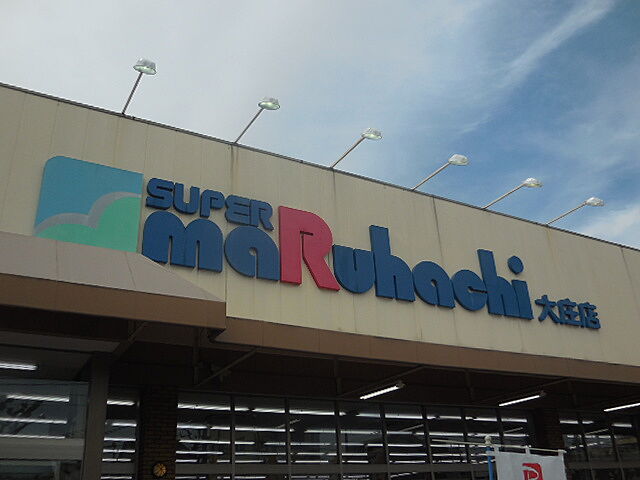 SUPER
maRuhachi 大庄店